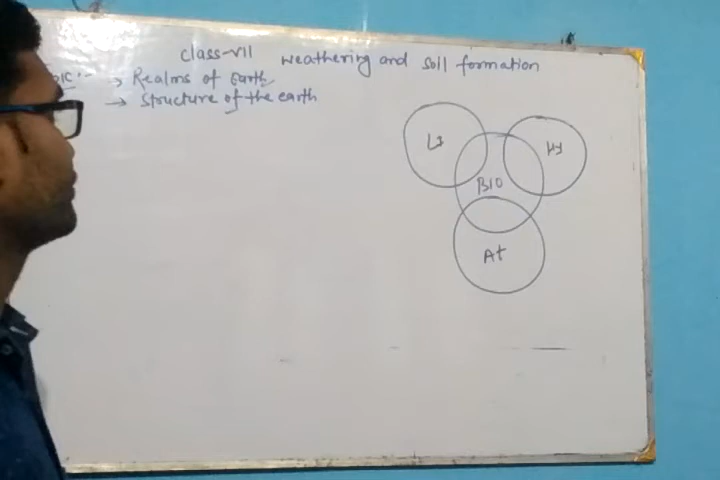 Class-VII weathering and soil formation
→ Realms of Earth
→ Structure of the earth
Li
Hy
BIO
At